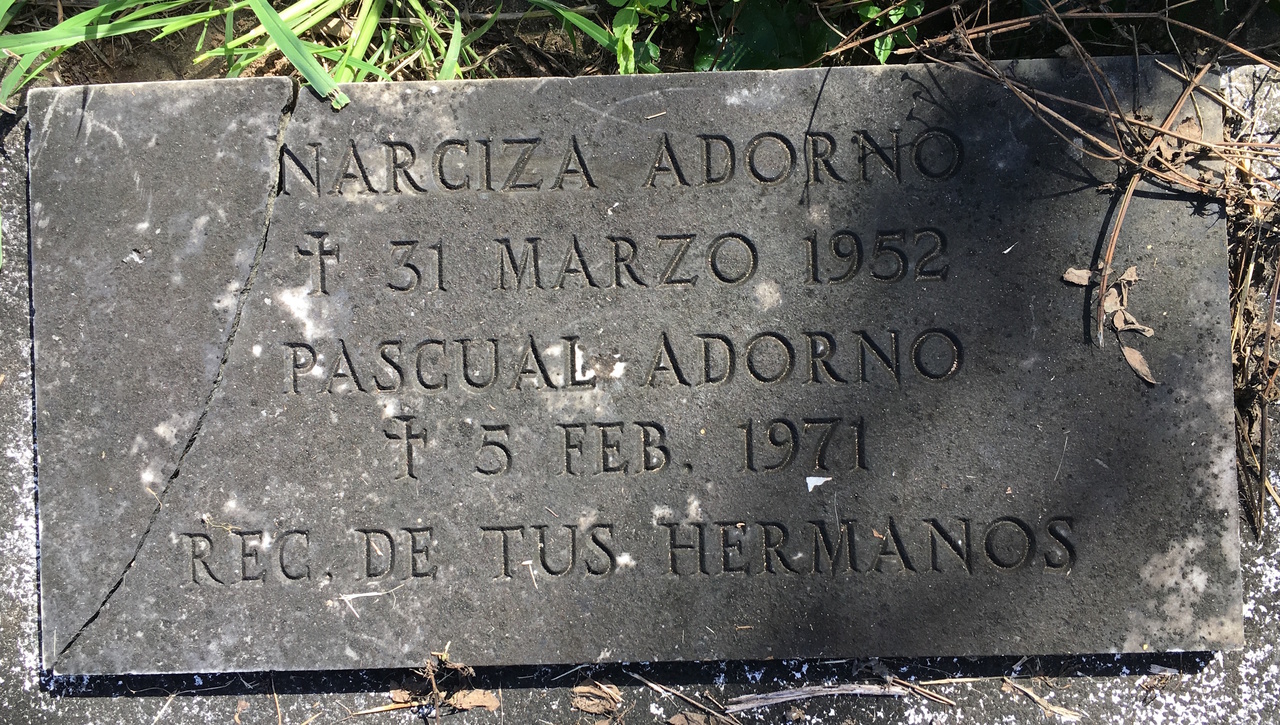 NARCIZA ADORNO
✝ 31 MARZO 1952
PASCUAL ADORNO
✝ 5 FEB. 1971
REC. DE TUS HERMANOS